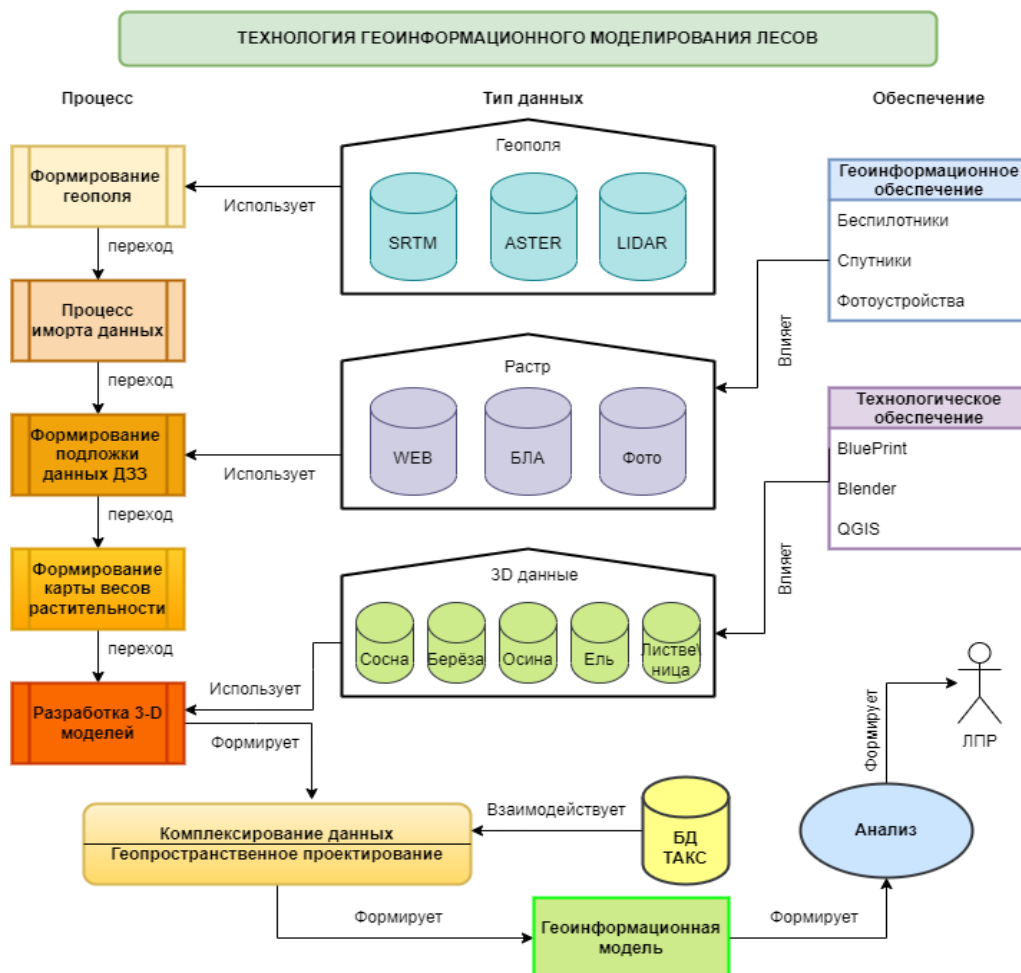 ТЕХНОЛОГИЯ ГЕОИНФОРМАЦИОННОГО МОДЕЛИРОВАНИЯ ЛЕСОВ
Процесс
Тип данных
Обеспечение
Формирование
геополя
переход
Процесс
иморта данных
переход
Формирование
подложки
данных ДЗЗ
переход
Формирование
карты весов
растительности
переход
Разработка 3-D
моделей
Использует
Использует
Использует
Формирует
Геополя
SRTM
ASTER
LIDAR
Растр
WEB
БЛА
Фото
3D данные
Сосна
Берёза
Осина
Ель
Листве\
ница
Геоинформационное
обеспечение
Беспилотники
Спутники
Фотоустройства
Влияет
Технологическое
обеспечение
BluePrint
Blender
QGIS
Влияет
Комплексирование данных
Геопространственное проектирование
Взаимодействует
БД
ТАКС
Формирует
Геоинформационная
модель
Формирует
Анализ
Формирует
ЛПР